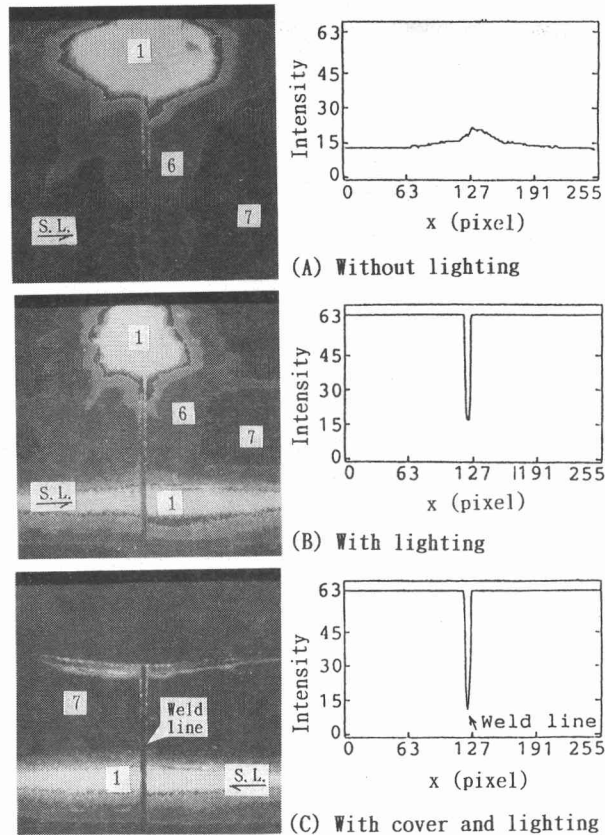 1
6
7
S. L.
63
45
30
15
0
Intensity
0 63 127 191 255
x (pixel)
(A) Without lighting
1
6
7
S. L.
1
63
45
30
15
0
Intensity
0 63 127 191 255
x (pixel)
(B) With lighting
7
Weld
line
1
S. L.
63
45
30
15
0
Intensity
Weld line
0 63 127 191 255
x (pixel)
(C) With cover and lighting